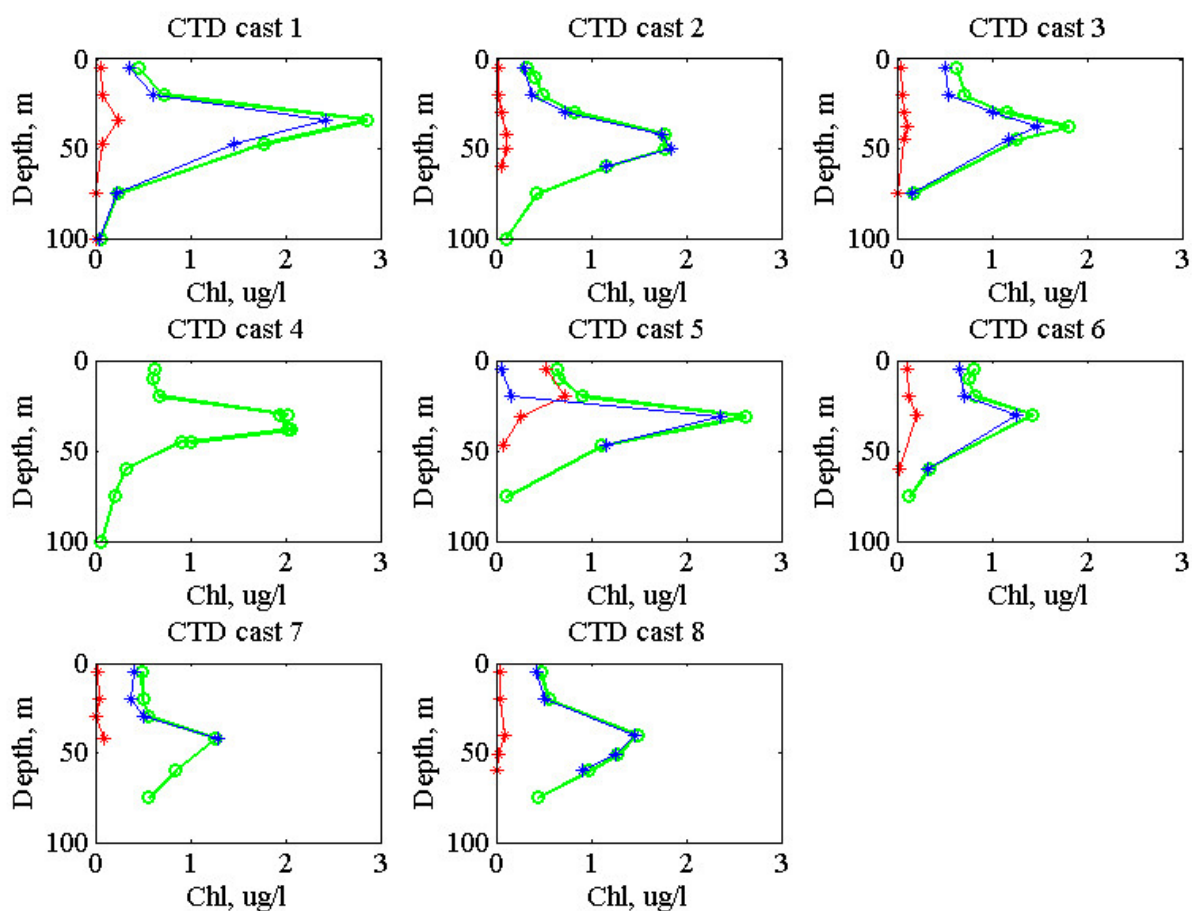 CTD cast 1
0
50
100
Depth, m
0 1 2 3
Chl, ug/l
CTD cast 2
0
50
100
Depth, m
0 1 2 3
Chl, ug/l
CTD cast 3
0
50
100
Depth, m
0 1 2 3
Chl, ug/l
CTD cast 4
0
50
100
Depth, m
0 1 2 3
Chl, ug/l
CTD cast 5
0
50
100
Depth, m
0 1 2 3
Chl, ug/l
CTD cast 6
0
50
100
Depth, m
0 1 2 3
Chl, ug/l
CTD cast 7
0
50
100
Depth, m
0 1 2 3
Chl, ug/l
CTD cast 8
0
50
100
Depth, m
0 1 2 3
Chl, ug/l